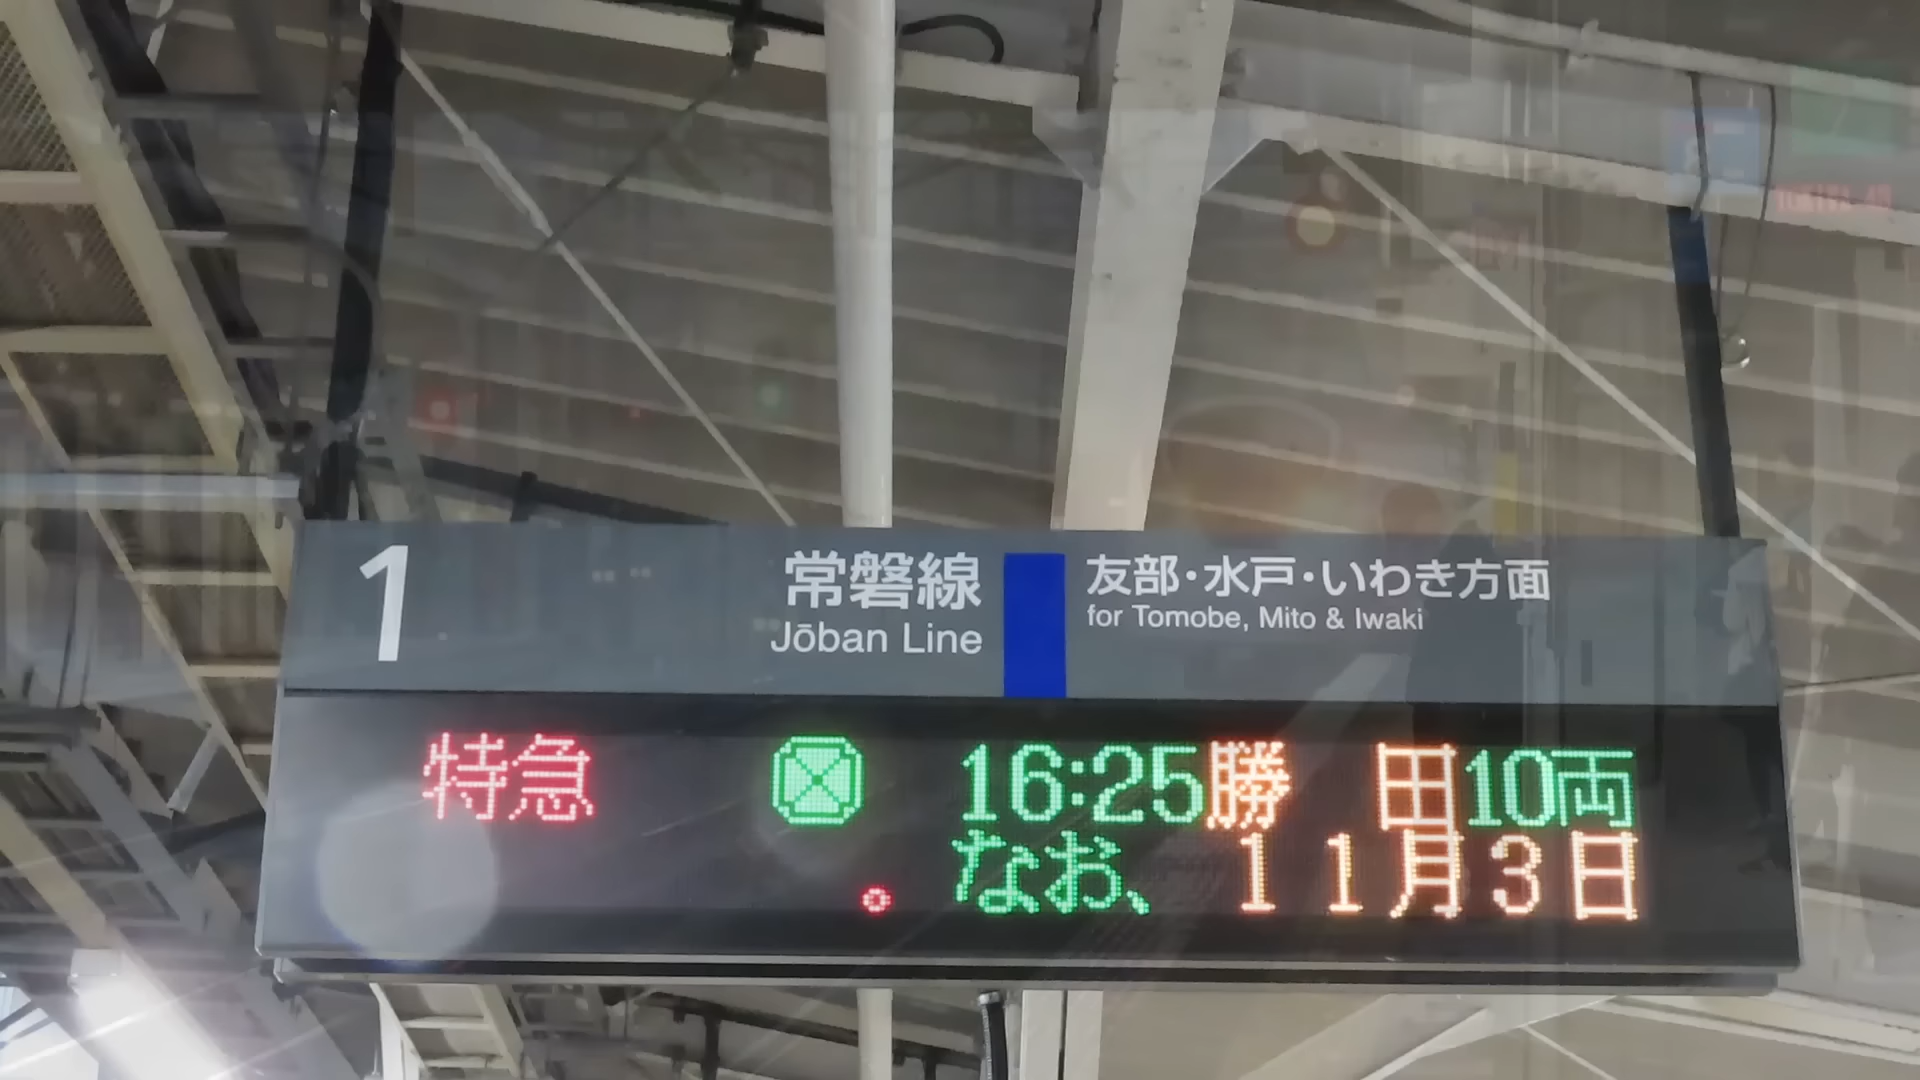 1
常磐線 友部・水戸・いわき方面
Jōban Line for Tomobe, Mito & Iwaki
特急 16:25 勝田 10両
。 なお、 11月3日